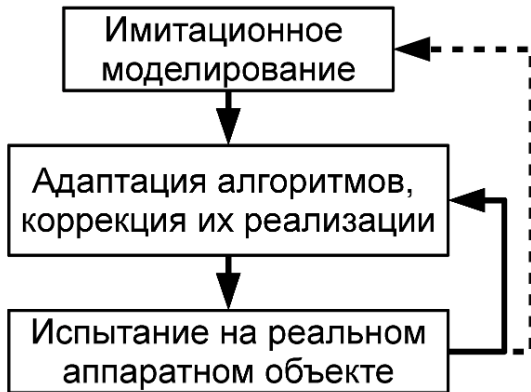 Имитационное
моделирование
Адаптация алгоритмов,
коррекция их реализации
Испытание на реальном
аппаратном объекте